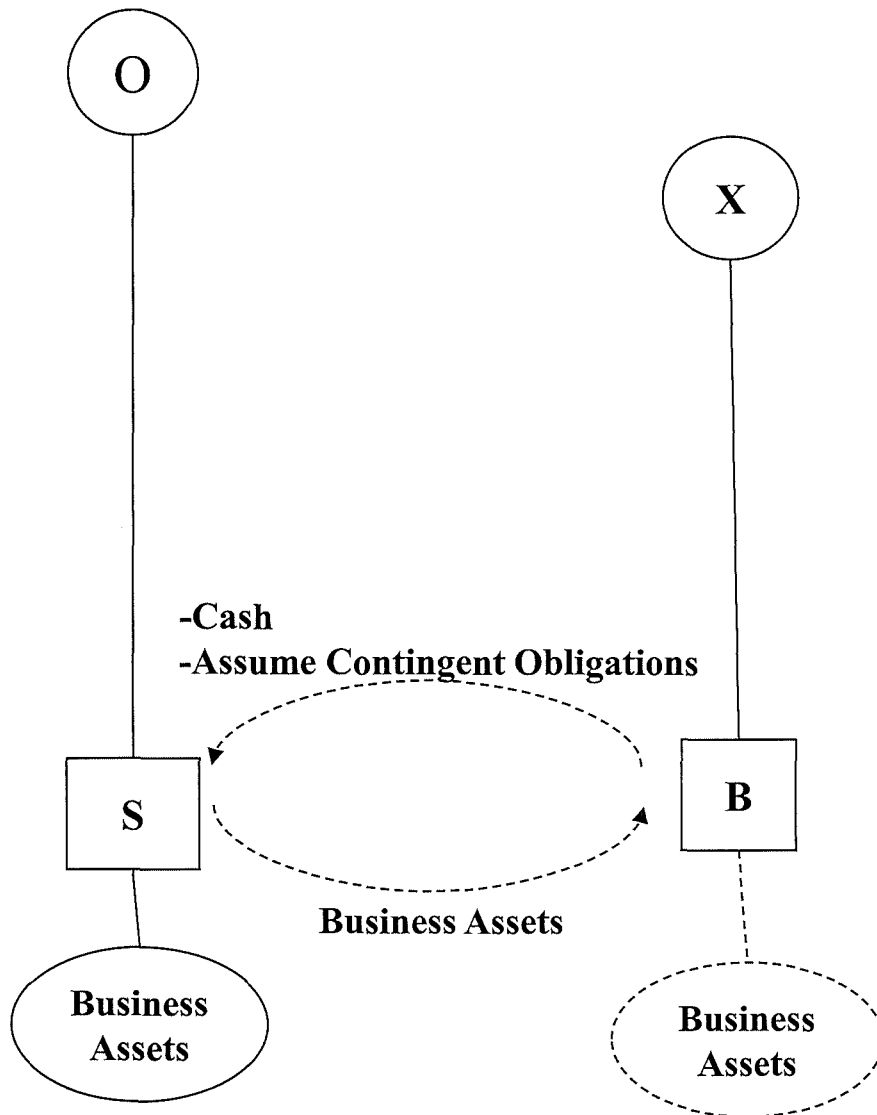 O
X
-Cash
-Assume Contingent Obligations
S
B
Business Assets
Business
Assets
Business
Assets